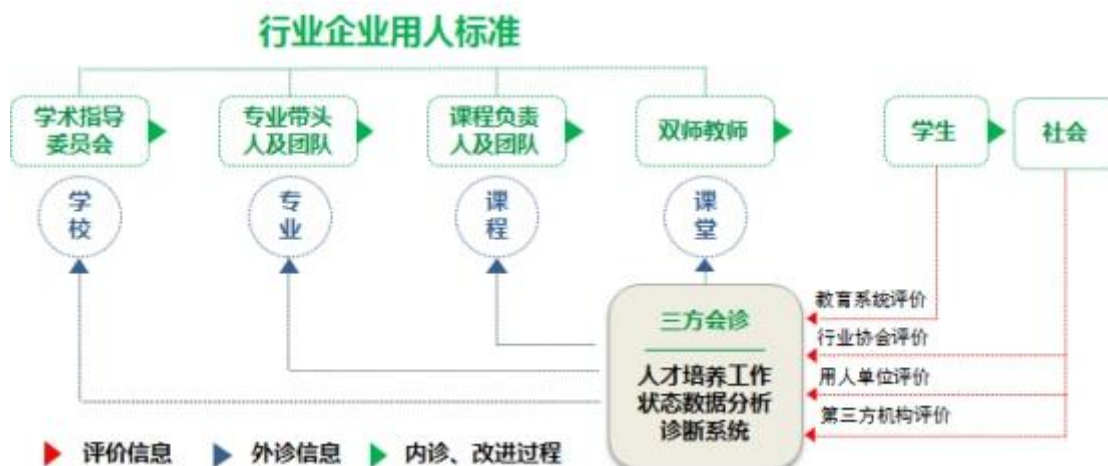 行业企业用人标准
学术指导
委员会
专业带头
人及团队
课程负责
人及团队
双师教师
学生
社会
学
校
专
业
课
程
课
堂
三方会诊
人才培养工作
状态数据分析
诊断系统
教育系统评价
行业协会评价
用人单位评价
第三方机构评价
评价信息
外诊信息
内诊、改进过程